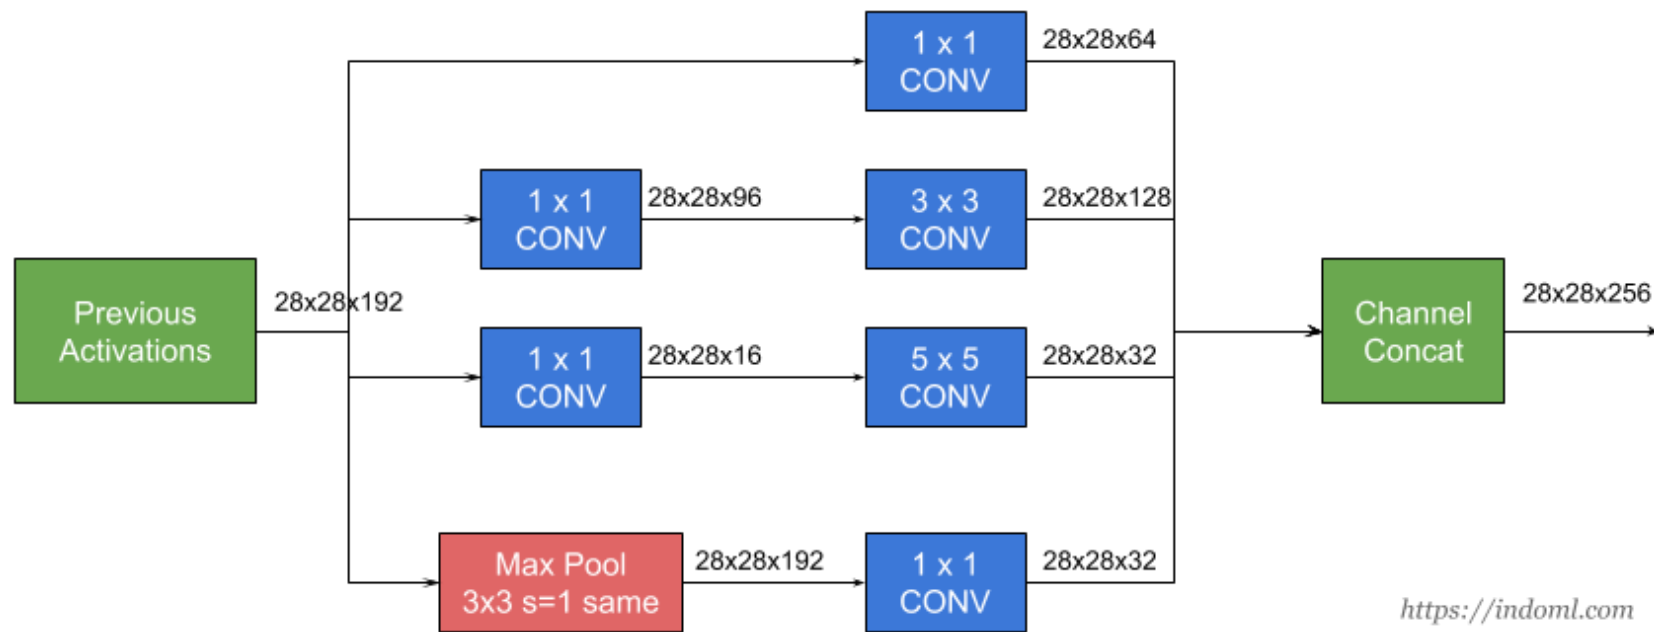 1 x 1
CONV
28x28x64
1 x 1
CONV
28x28x96
3 x 3
CONV
28x28x128
Previous
Activations
28x28x192
1 x 1
CONV
28x28x16
5 x 5
CONV
28x28x32
Channel
Concat
28x28x256
Max Pool
3x3 s=1 same
28x28x192
1 x 1
CONV
28x28x32
https://indoml.com